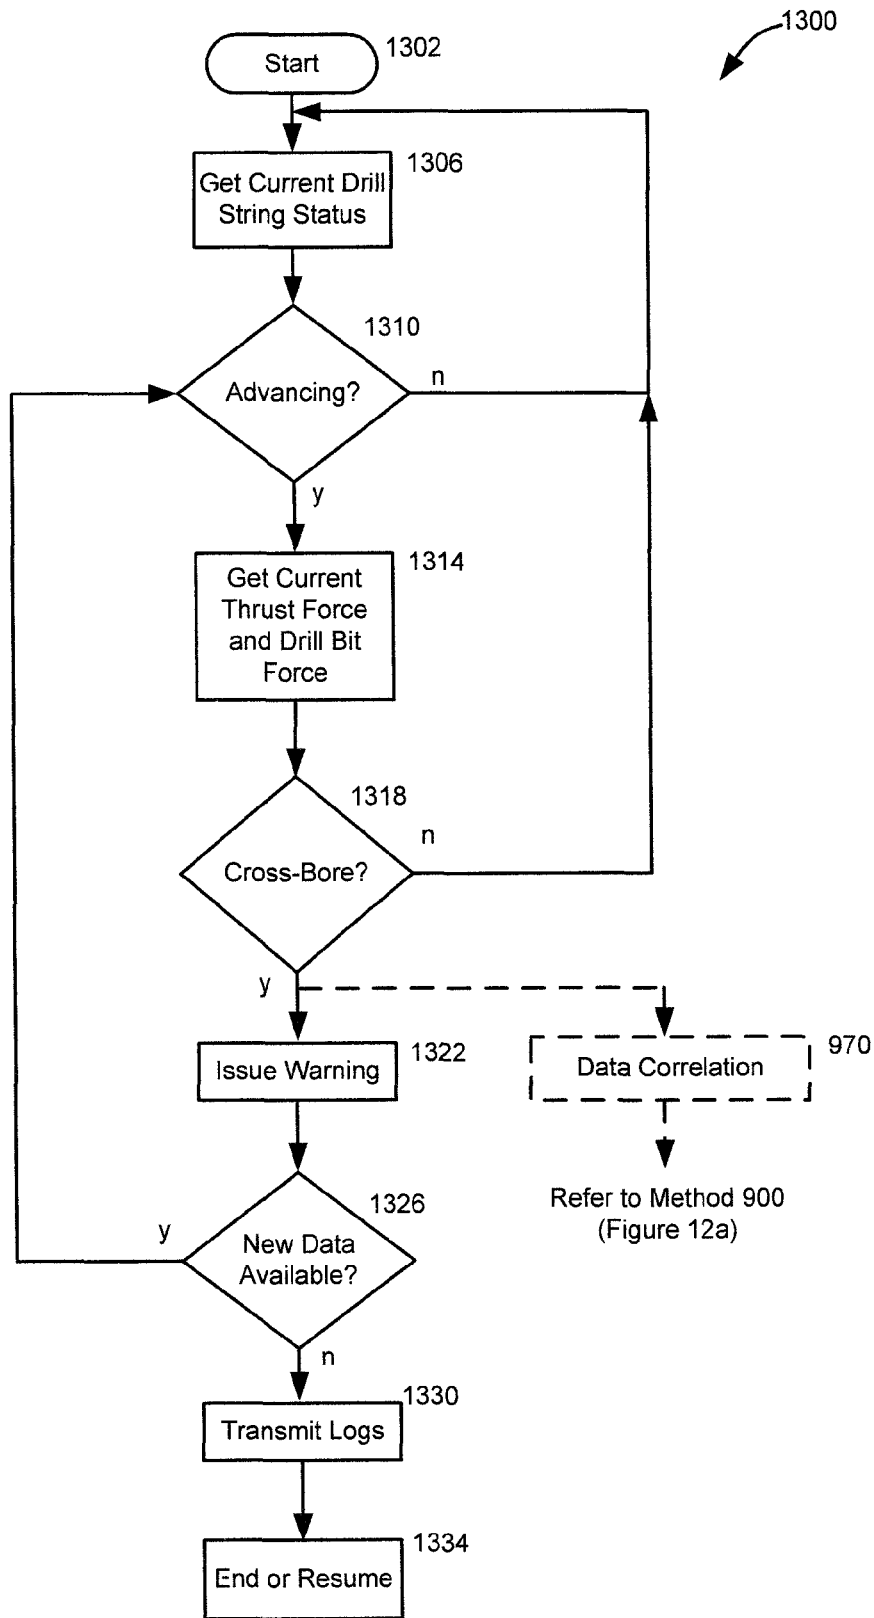 1300
Start
1302
Get Current Drill
String Status
1306
Advancing?
1310
n
y
Get Current
Thrust Force
and Drill Bit
Force
1314
Cross-Bore?
1318
n
y
Issue Warning
1322
Data Correlation
970
Refer to Method 900
(Figure 12a)
New Data
Available?
1326
y
n
Transmit Logs
1330
End or Resume
1334